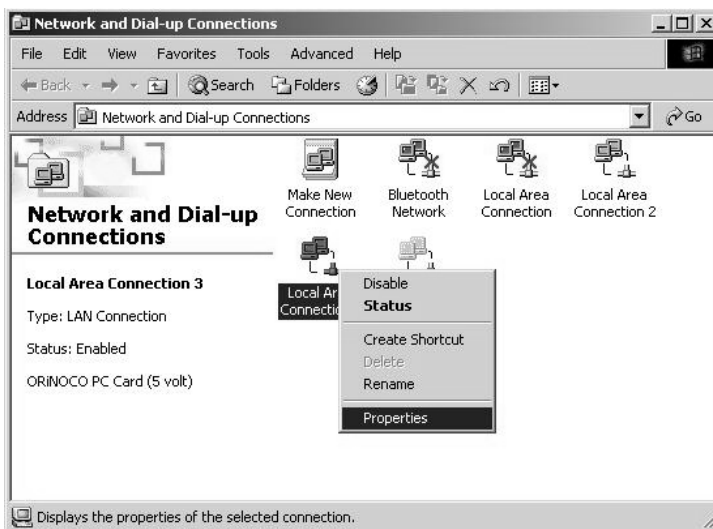 Network and Dial-up Connections
File Edit View Favorites Tools Advanced Help
Back Search Folders
Address Network and Dial-up Connections Go
Make New Connection
Bluetooth Network
Local Area Connection
Local Area Connection 2
Network and Dial-up
Connections
Local Area Connection 3
Type: LAN Connection
Status: Enabled
ORiNOCO PC Card (5 volt)
Local Ar
Connectio
Disable
Status
Create Shortcut
Delete
Rename
Properties
Displays the properties of the selected connection.